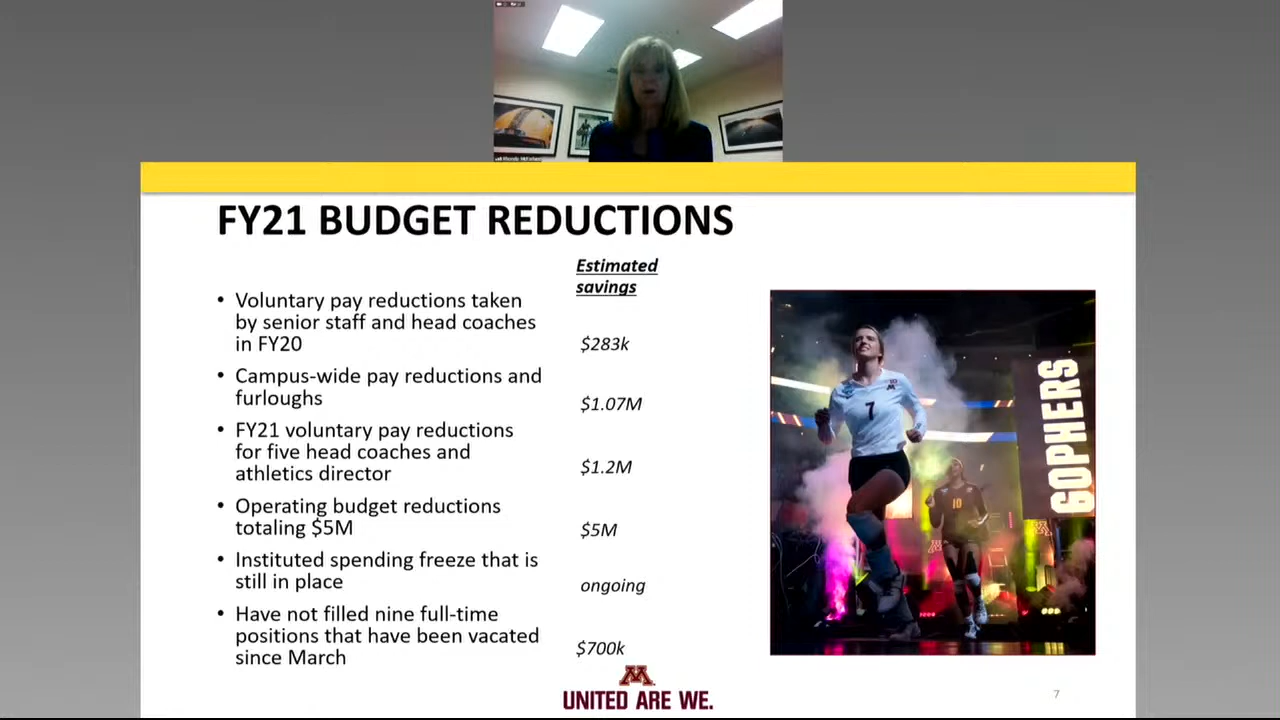 FY21 BUDGET REDUCTIONS
Estimated
savings
• Voluntary pay reductions taken
by senior staff and head coaches
in FY20
$283k
• Campus-wide pay reductions and
furloughs
$1.07M
• FY21 voluntary pay reductions
for five head coaches and
athletics director
$1.2M
• Operating budget reductions
totaling $5M
$5M
• Instituted spending freeze that is
still in place
ongoing
• Have not filled nine full-time
positions that have been vacated
since March
$700k
7
10
GOPHERS
M
UNITED ARE WE.
7